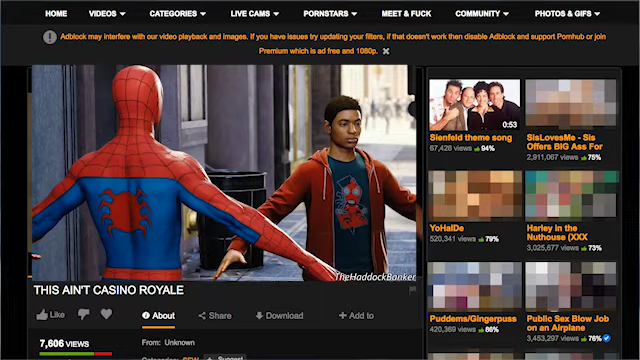 HOME VIDEOS CATEGORIES LIVE CAMS PORNSTARS MEET & FUCK COMMUNITY PHOTOS & GIFS
Adblock may interfere with our video playback and images. If you have issues try updating your filters, if that doesn't work then disable Adblock and support Pornhub or join
Premium which is ad free and 1080p.
TheHaddockBanker
THIS AIN'T CASINO ROYALE
Like About Share Download Add to
7,606 VIEWS
From: Unknown
Categories: SFW + Suggest
0:53
Sienfeld theme song
67,426 views 94%
SisLovesMe - Sis
Offers BIG Ass For
2,911,067 views 75%
YoHalDe
520,341 views 79%
Harley in the
Nuthouse (XXX
3,025,677 views 73%
Puddems/Gingerpuss
420,369 views 86%
Public Sex Blow Job
on an Airplane
3,453,297 views 76%